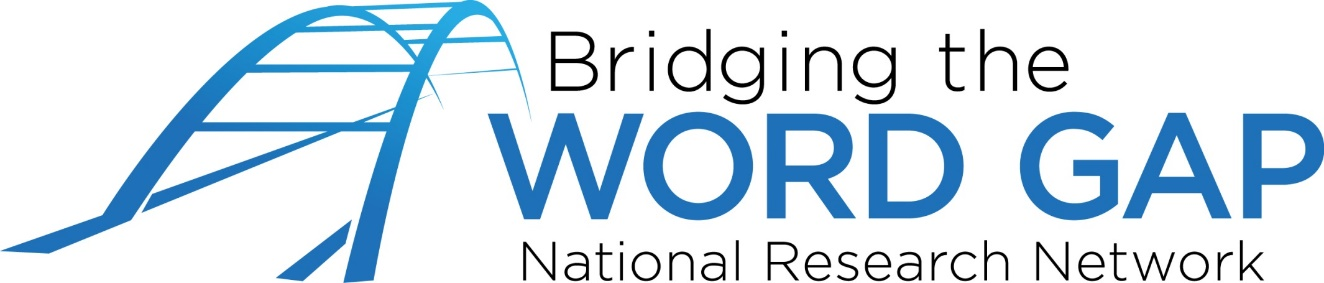 Bridging the
WORD GAP
National Research Network